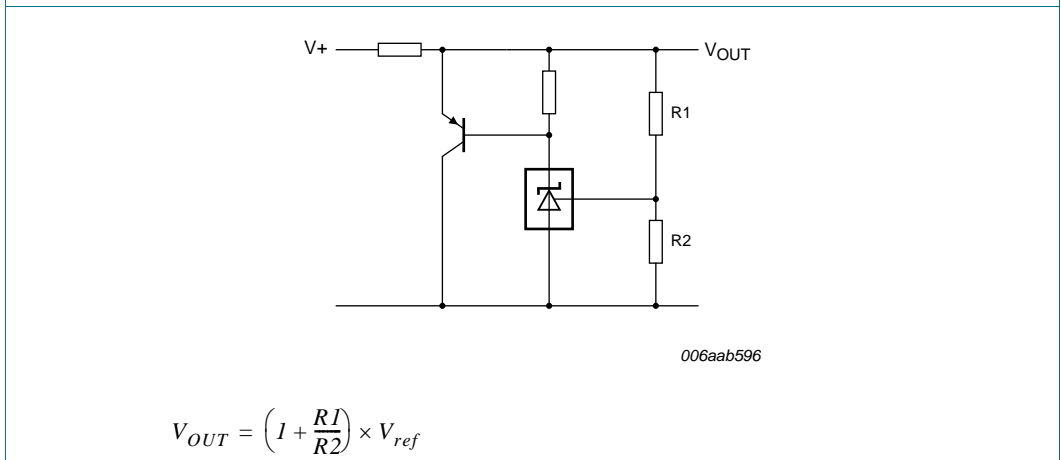 V+
VOUT
R1
R2
006aab596
VOUT = (1 + R1/R2) × Vref